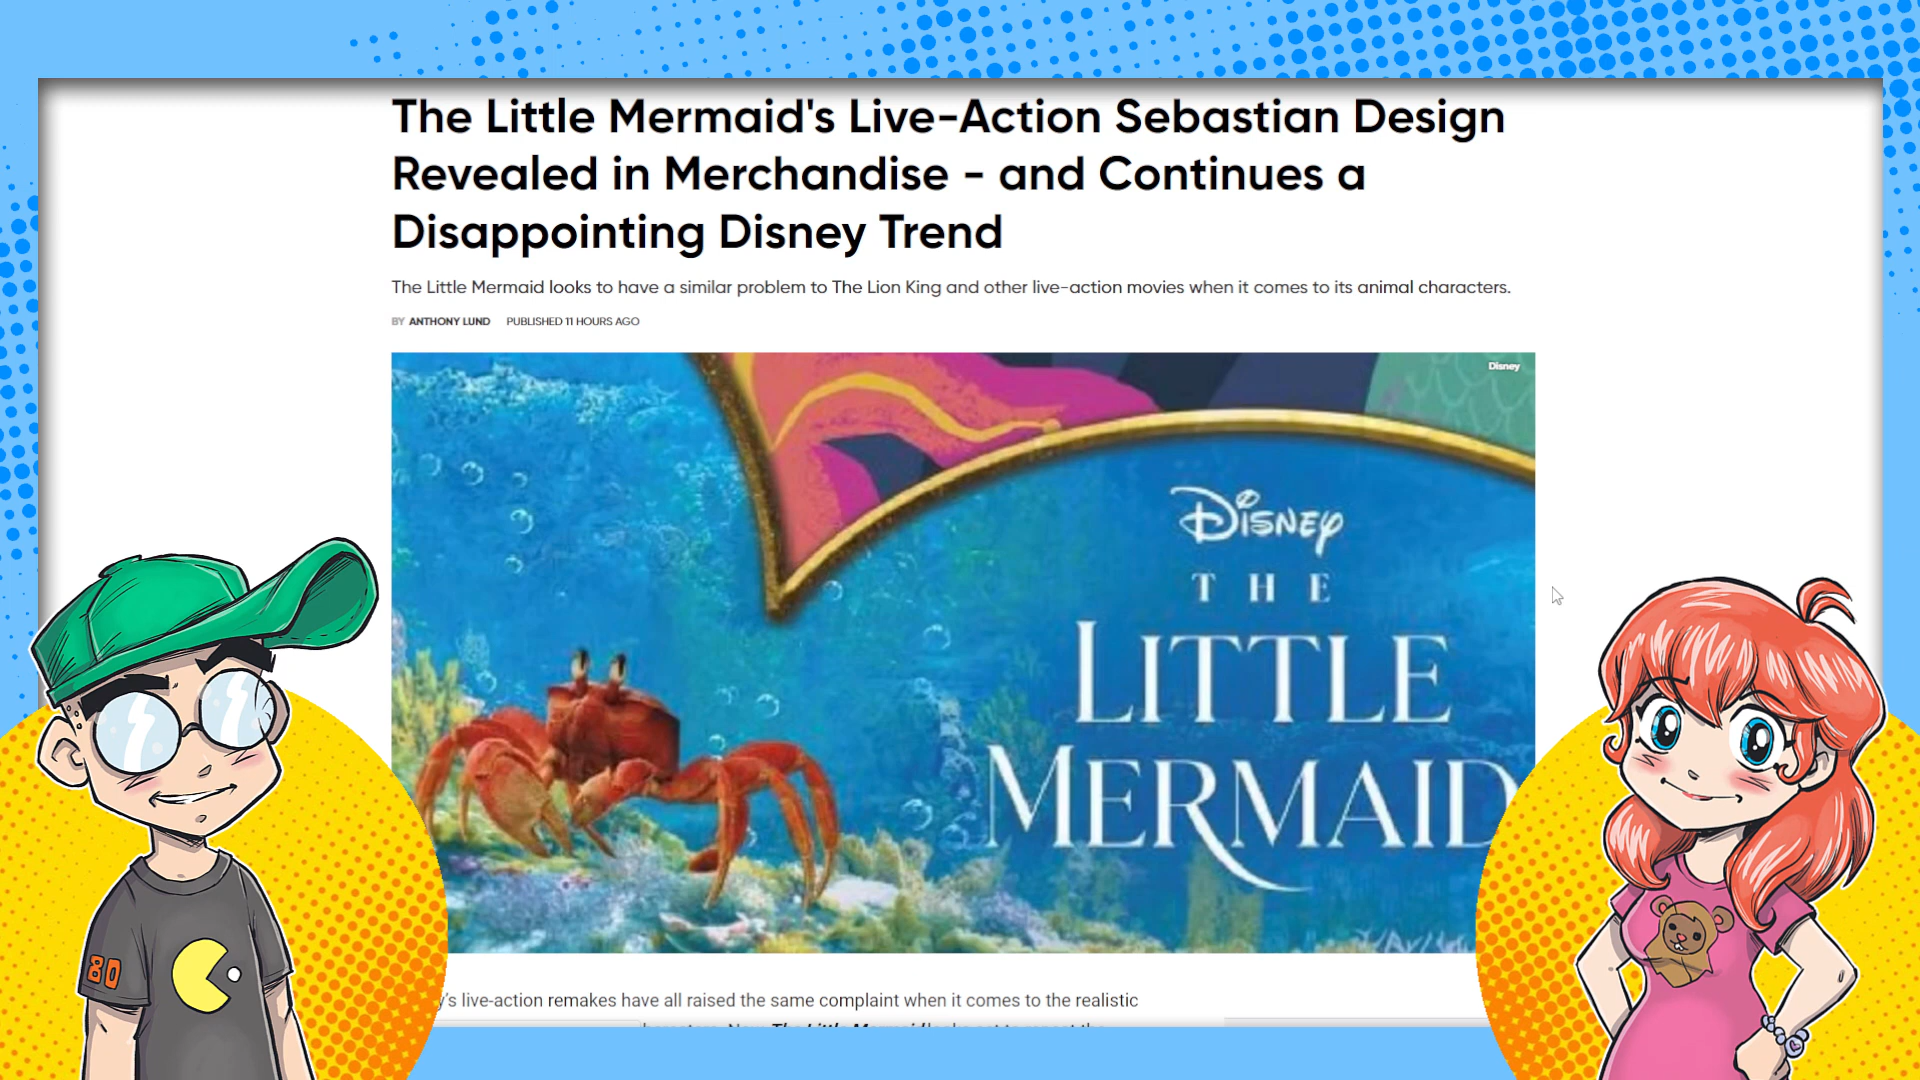 The Little Mermaid's Live-Action Sebastian Design
Revealed in Merchandise - and Continues a
Disappointing Disney Trend
The Little Mermaid looks to have a similar problem to The Lion King and other live-action movies when it comes to its animal characters.
BY ANTHONY LUND PUBLISHED 11 HOURS AGO
Disney
DISNEY
THE
LITTLE
MERMAID
80
's live-action remakes have all raised the same complaint when it comes to the realistic